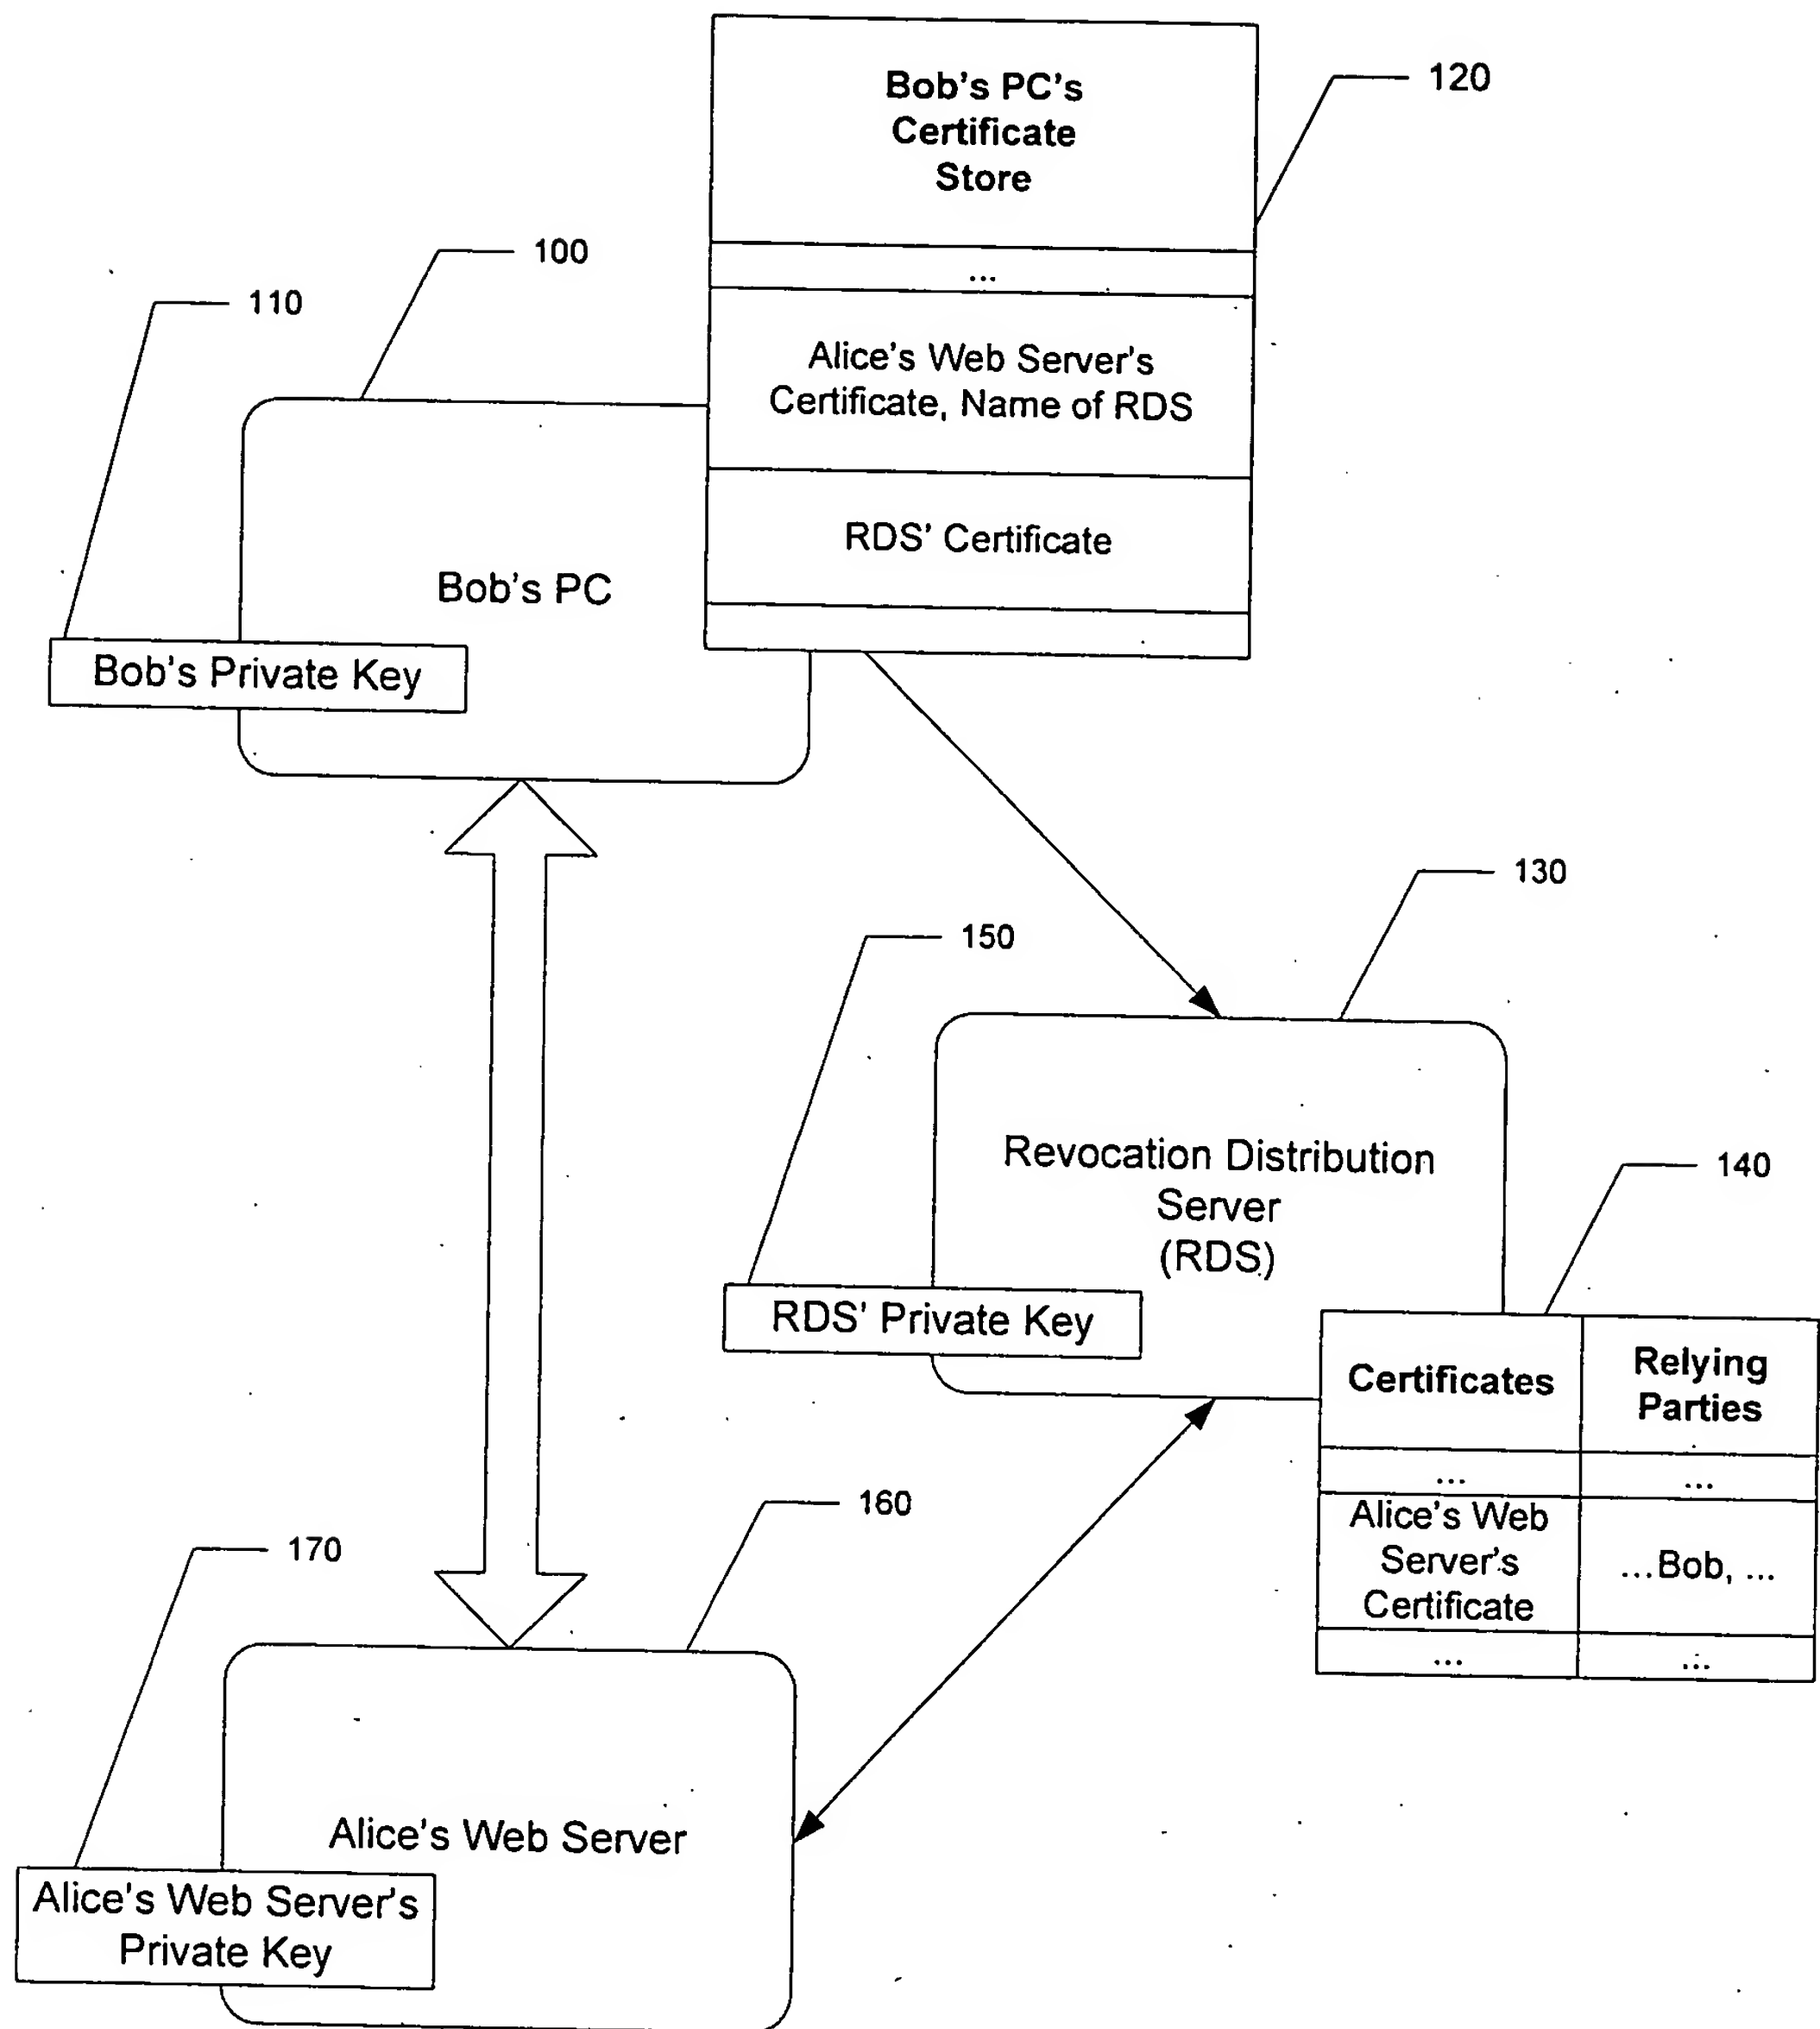 Bob's PC's
Certificate
Store
120
...
100
110
Alice's Web Server's
Certificate, Name of RDS
RDS' Certificate
Bob's PC
Bob's Private Key
130
150
Revocation Distribution
Server
(RDS)
140
RDS' Private Key
Certificates
Relying
Parties
...
...
Alice's Web
Server's
Certificate
...Bob, ...
...
...
160
170
Alice's Web Server
Alice's Web Server's
Private Key